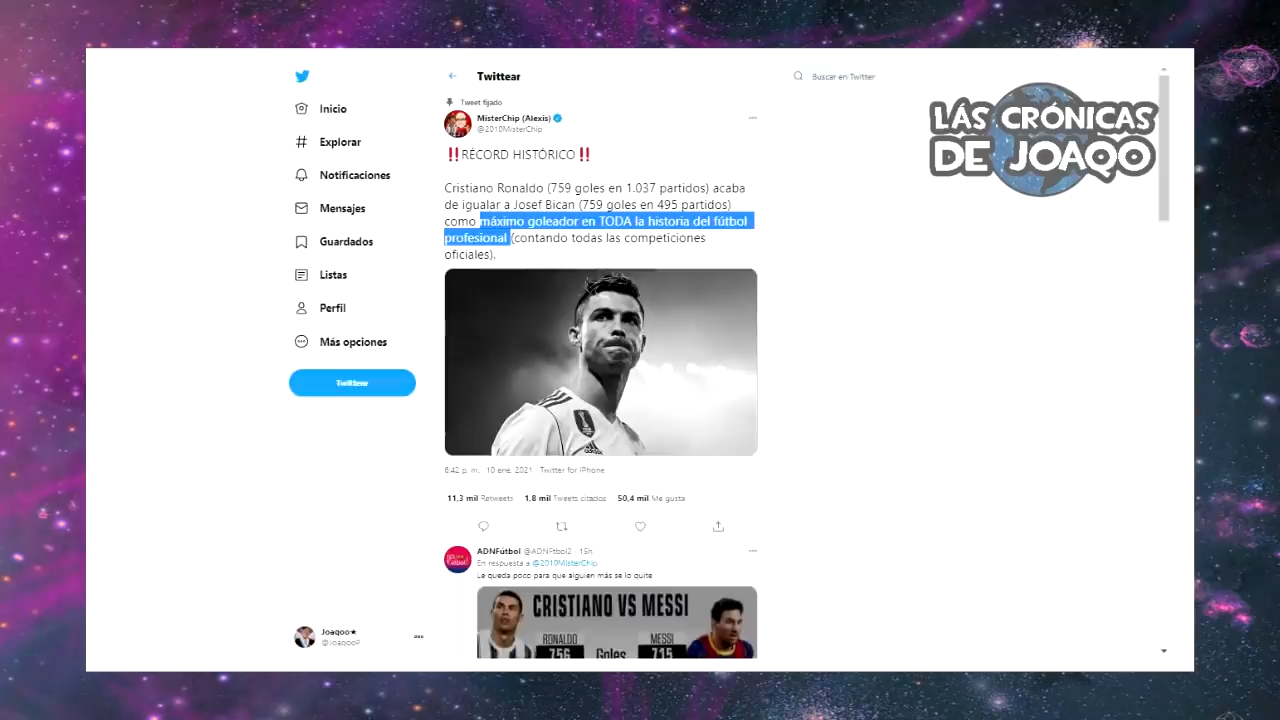 Twittear
Buscar en Twitter
LÁS CRÓNICAS
DE JOAQO
Inicio
Explorar
Notificaciones
Mensajes
Guardados
Listas
Perfil
Más opciones
Twittear
Joaqoo★
@JoaqooP
Tweet fijado
MisterChip (Alexis)
@2010MisterChip
‼️RÉCORD HISTÓRICO‼️
Cristiano Ronaldo (759 goles en 1.037 partidos) acaba
de igualar a Josef Bican (759 goles en 495 partidos)
como máximo goleador en TODA la historia del fútbol
profesional (contando todas las competiciones
oficiales).
6:42 p. m. · 10 ene. 2021 · Twitter for iPhone
11,3 mil Retweets 1,8 mil Tweets citados 50,4 mil Me gusta
ADNFútbol @ADNFtbol2 · 15h
En respuesta a @2010MisterChip
Le queda poco para que alguien más se lo quite
CRISTIANO VS MESSI
RONALDO MESSI
756 Goles 715